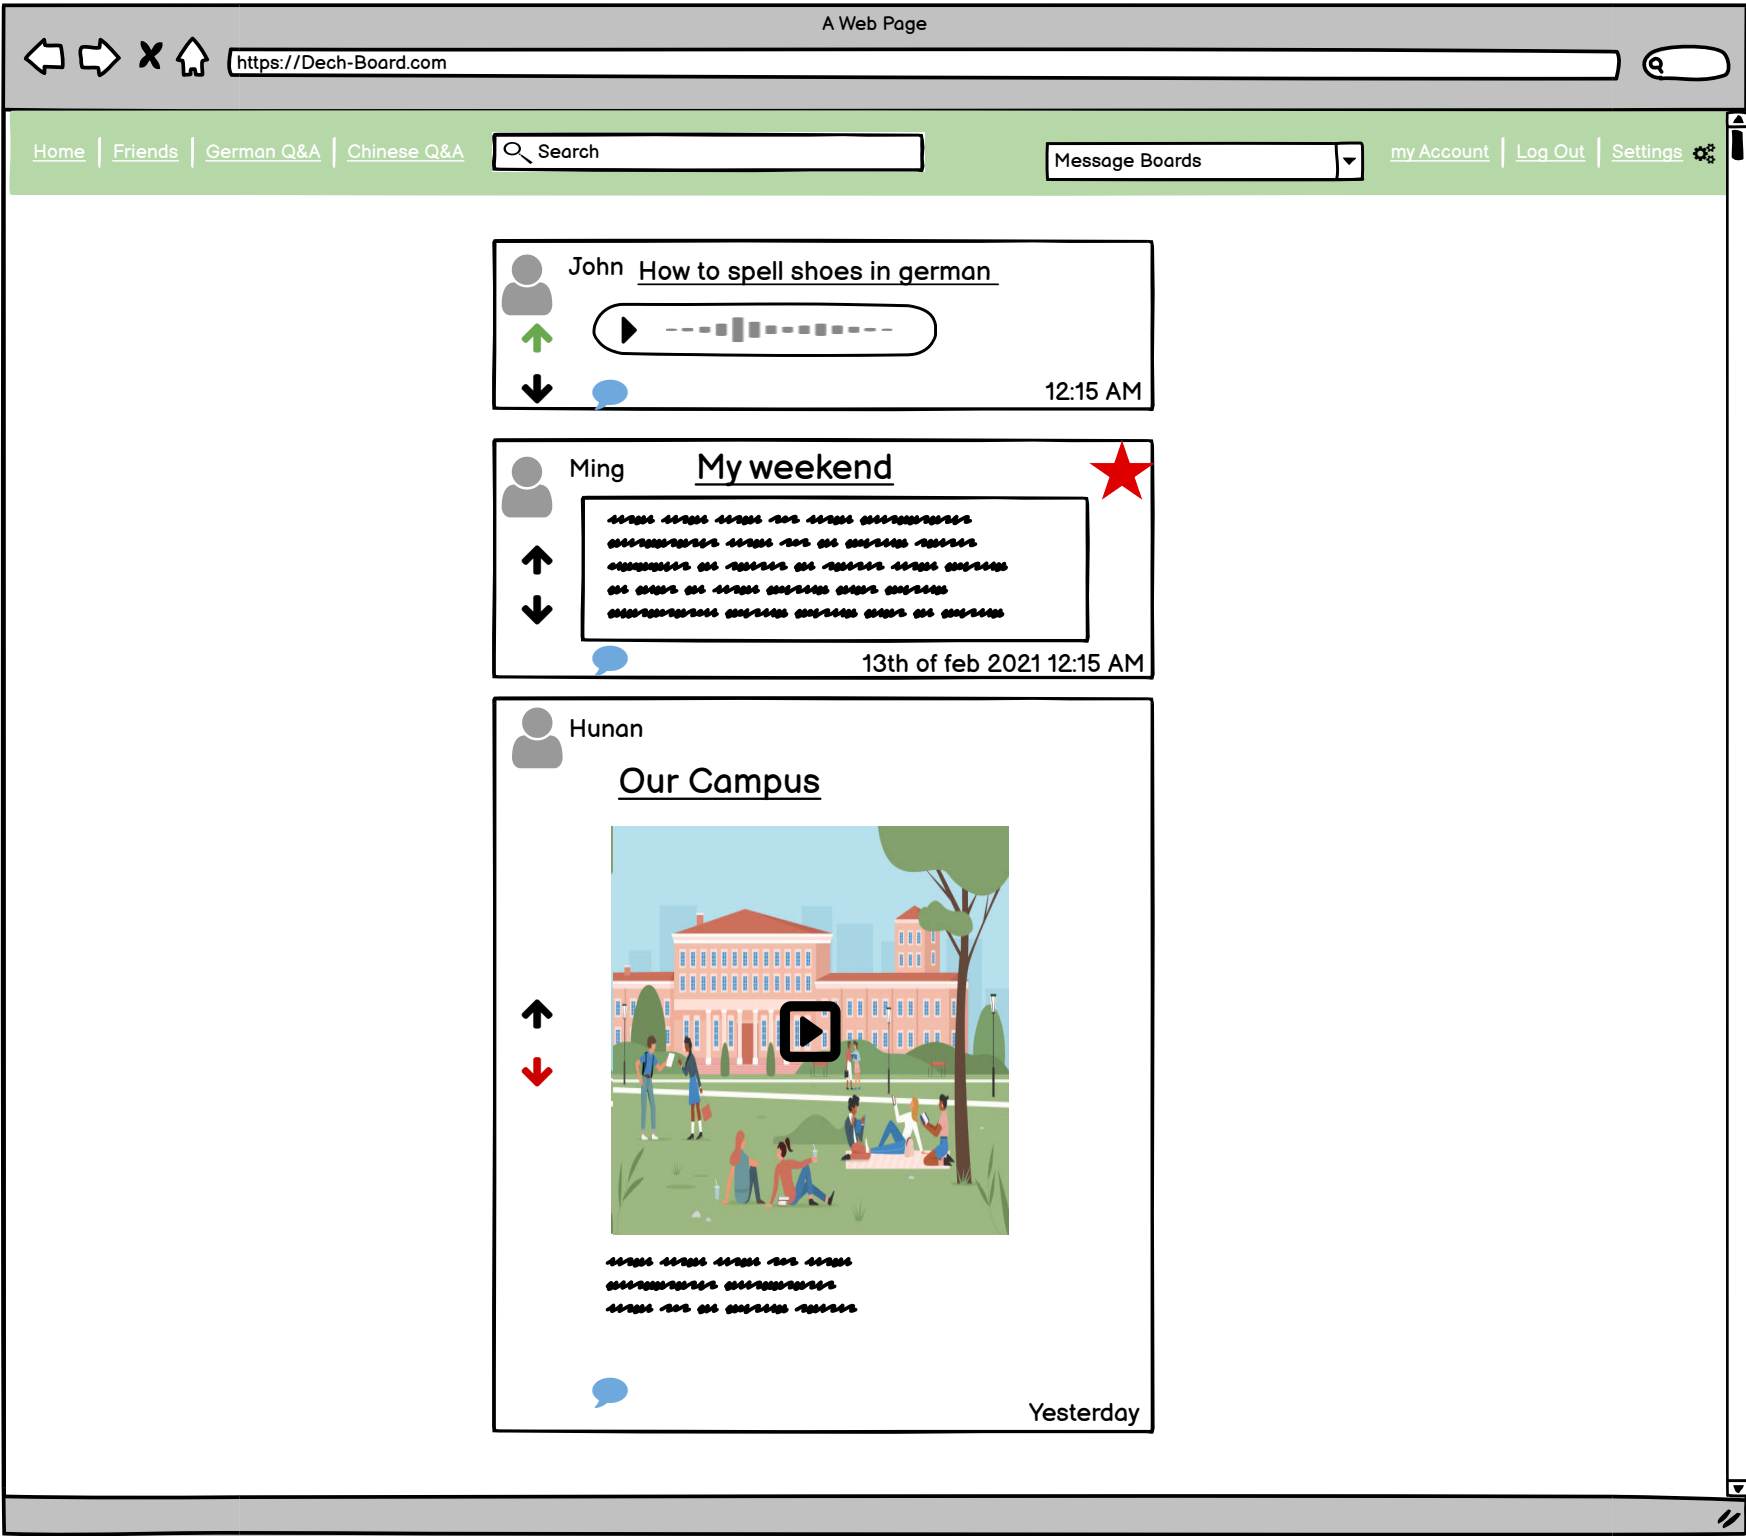 A Web Page
https://Dech-Board.com
Home Friends German Q&A Chinese Q&A Search Message Boards my Account Log Out Settings
John How to spell shoes in german
12:15 AM
Ming My weekend
13th of feb 2021 12:15 AM
Hunan
Our Campus
Yesterday